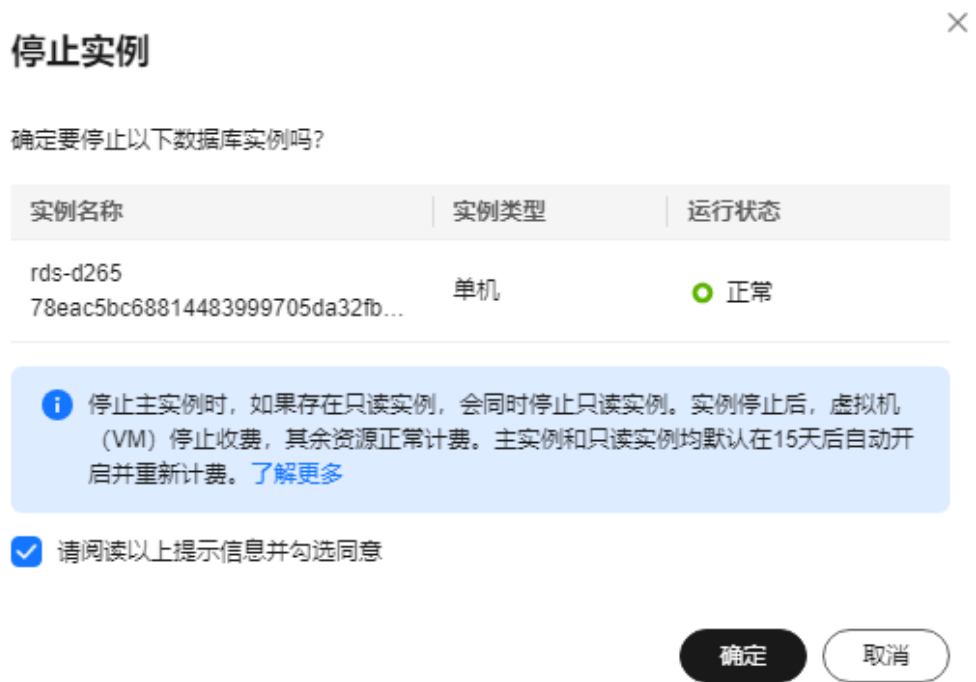 停止实例
确定要停止以下数据库实例吗?
实例名称 实例类型 运行状态
rds-d265
78eac5bc68814483999705da32fb...
单机
正常
停止主实例时，如果存在只读实例，会同时停止只读实例。实例停止后，虚拟机
（VM）停止收费，其余资源正常计费。主实例和只读实例均默认在15天后自动开
启并重新计费。了解更多
请阅读以上提示信息并勾选同意
确定 取消